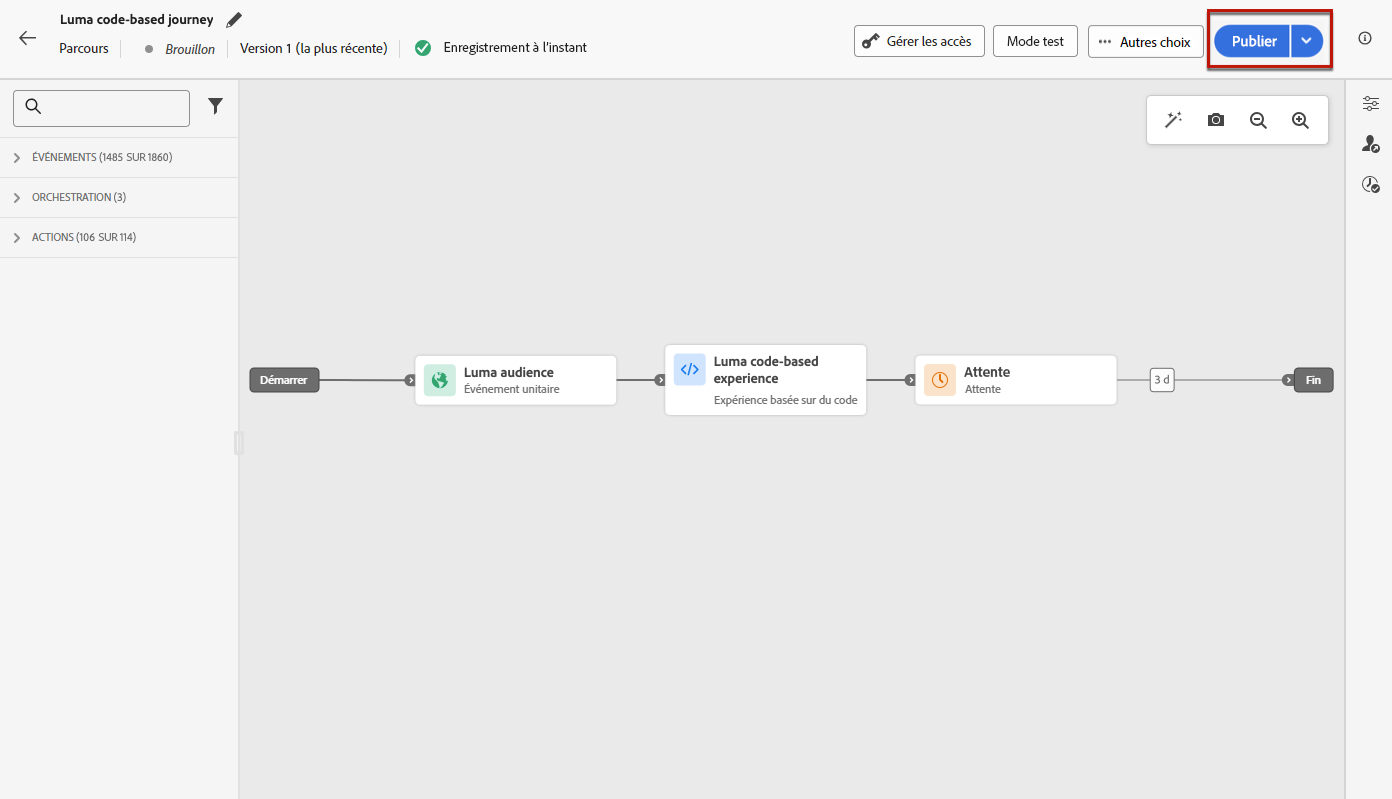 Luma code-based journey
Parcours
Brouillon
Version 1 (la plus récente)
Enregistrement à l’instant
Gérer les accès
Mode test
Autres choix
Publier
ÉVÉNEMENTS (1485 SUR 1860)
ORCHESTRATION (3)
ACTIONS (106 SUR 114)
Démarrer
Luma audience
Événement unitaire
Luma code-based
experience
Expérience basée sur du code
Attente
Attente
3 d
Fin